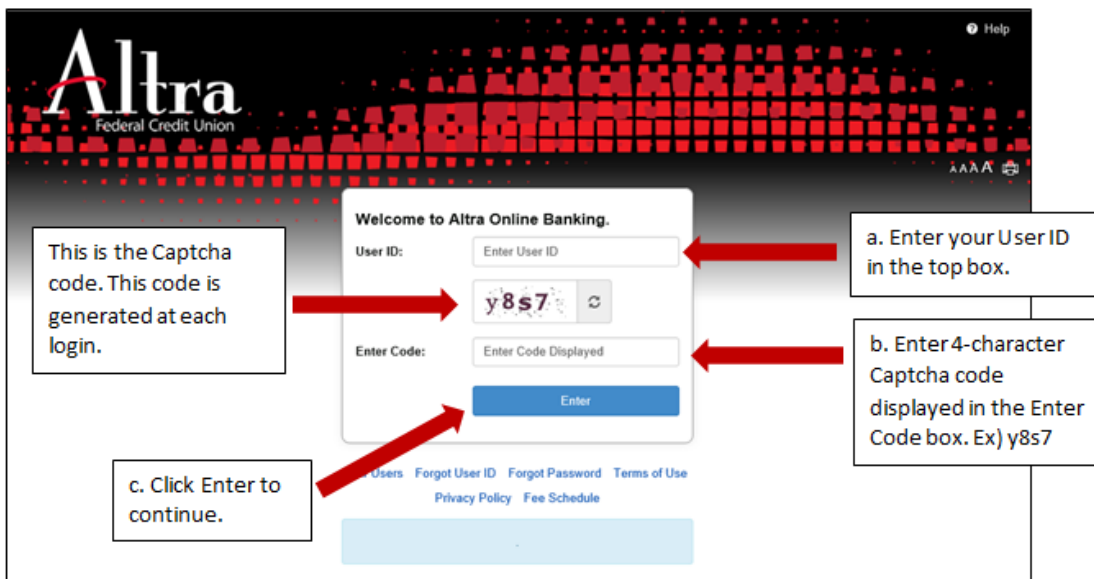 Help
Altra
Federal Credit Union
A A A A
Welcome to Altra Online Banking.
User ID:
Enter User ID
y8s7
Enter Code:
Enter Code Displayed
Enter
Users Forgot User ID Forgot Password Terms of Use
Privacy Policy Fee Schedule
This is the Captcha
code. This code is
generated at each
login.
a. Enter your User ID
in the top box.
b. Enter 4-character
Captcha code
displayed in the Enter
Code box. Ex) y8s7
c. Click Enter to
continue.